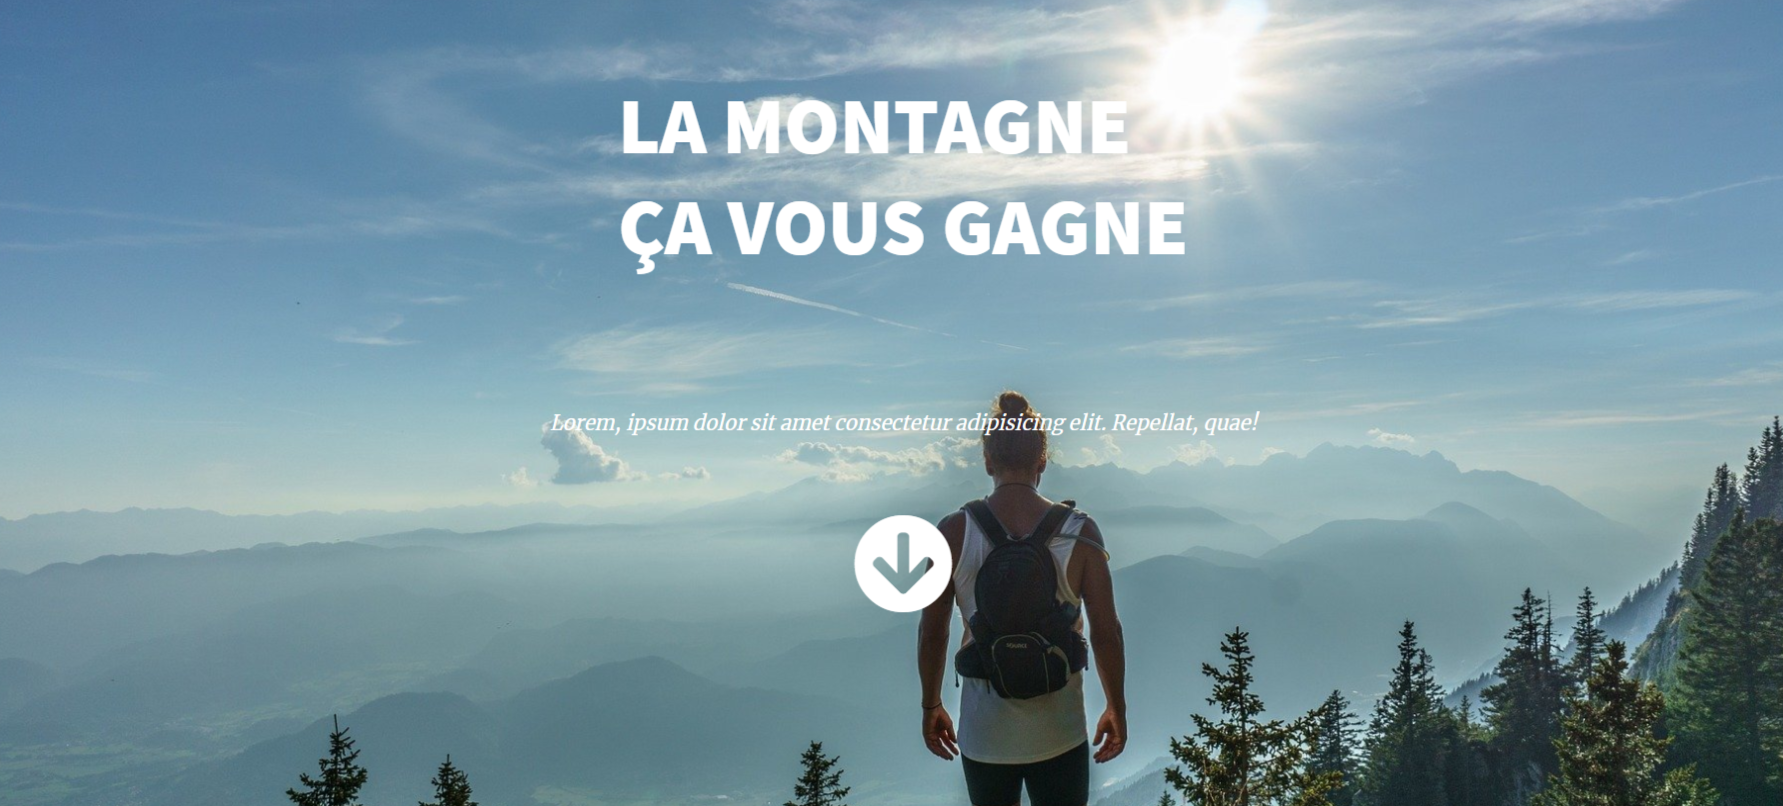 LA MONTAGNE
ÇA VOUS GAGNE
Lorem, ipsum dolor sit amet consectetur adipisicing elit. Repellat, quae!